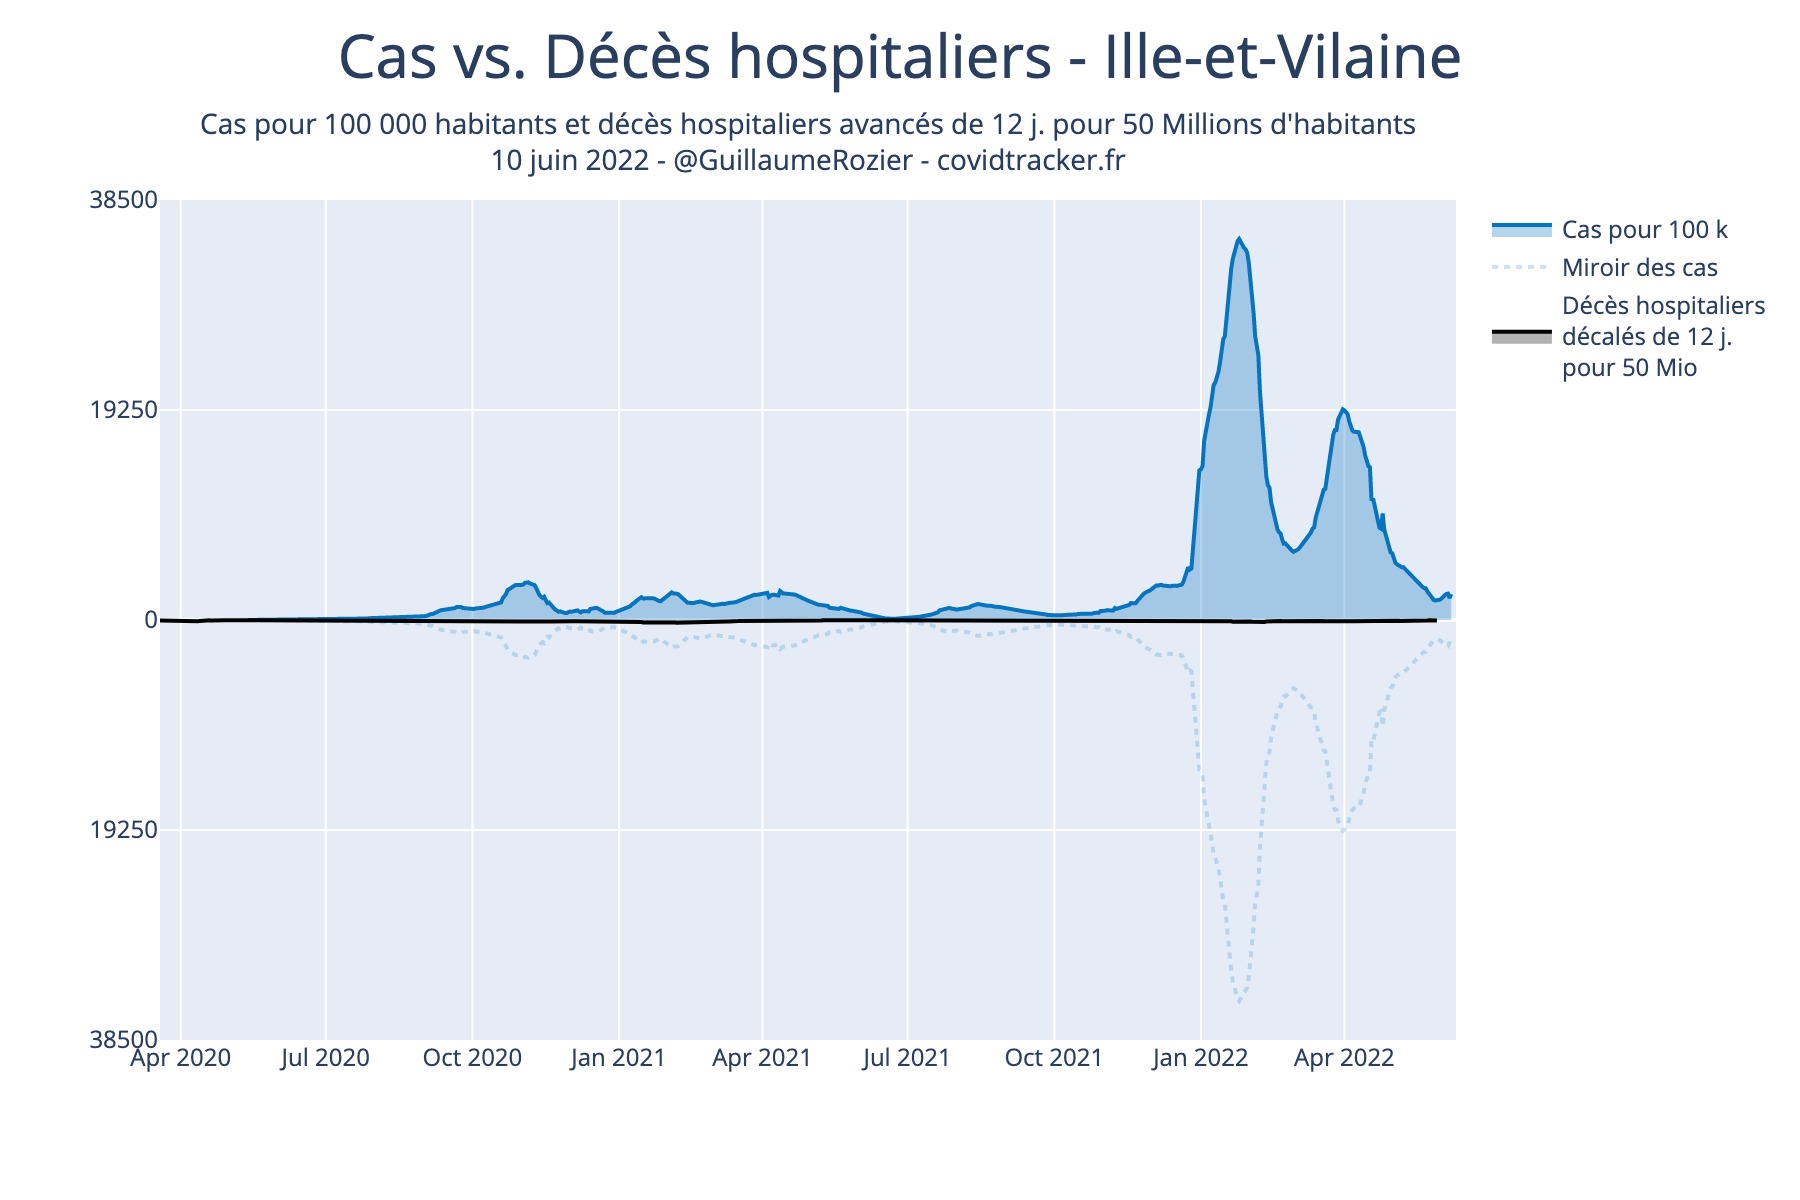 Cas vs. Décès hospitaliers - Ille-et-Vilaine
Cas pour 100 000 habitants et décès hospitaliers avancés de 12 j. pour 50 Millions d'habitants
10 juin 2022 - @GuillaumeRozier - covidtracker.fr
38500
19250
0
19250
38500
Apr 2020
Jul 2020
Oct 2020
Jan 2021
Apr 2021
Jul 2021
Oct 2021
Jan 2022
Apr 2022
Cas pour 100 k
Miroir des cas
Décès hospitaliers
décalés de 12 j.
pour 50 Mio